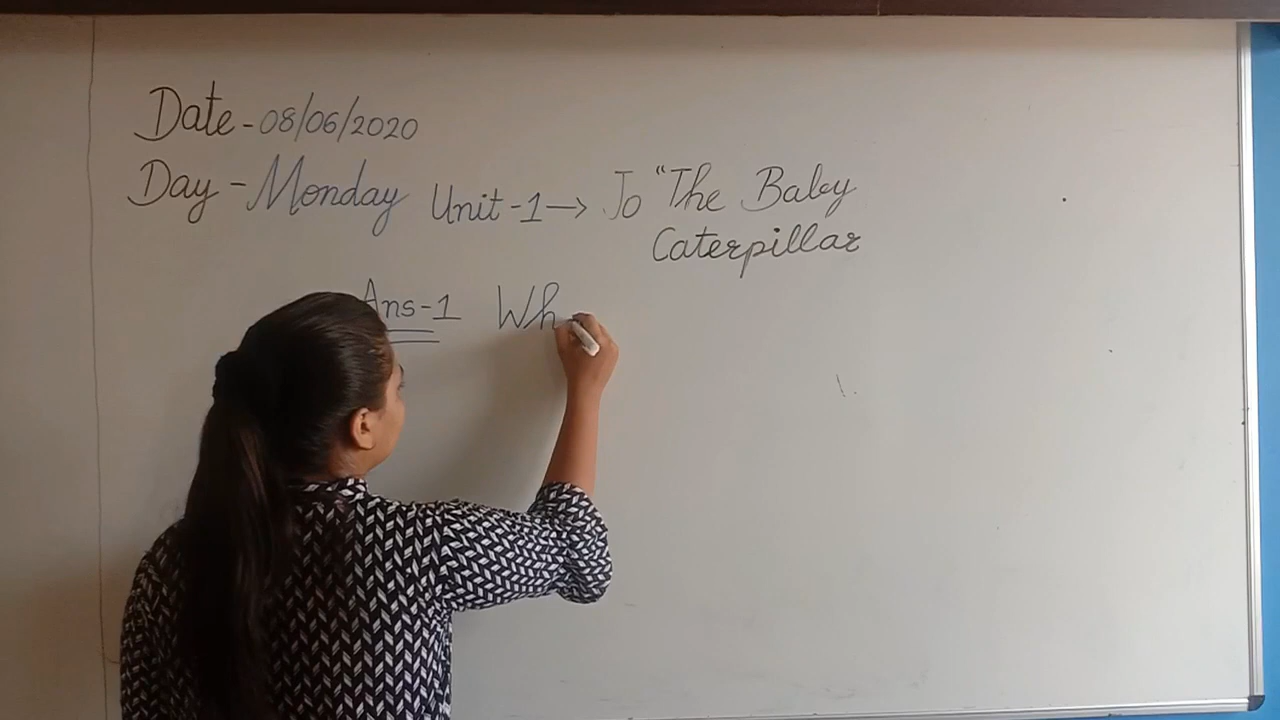 Date - 08/06/2020
Day - Monday Unit - 1 → Jo "The Baby
Caterpillar
Ans - 1 Wh